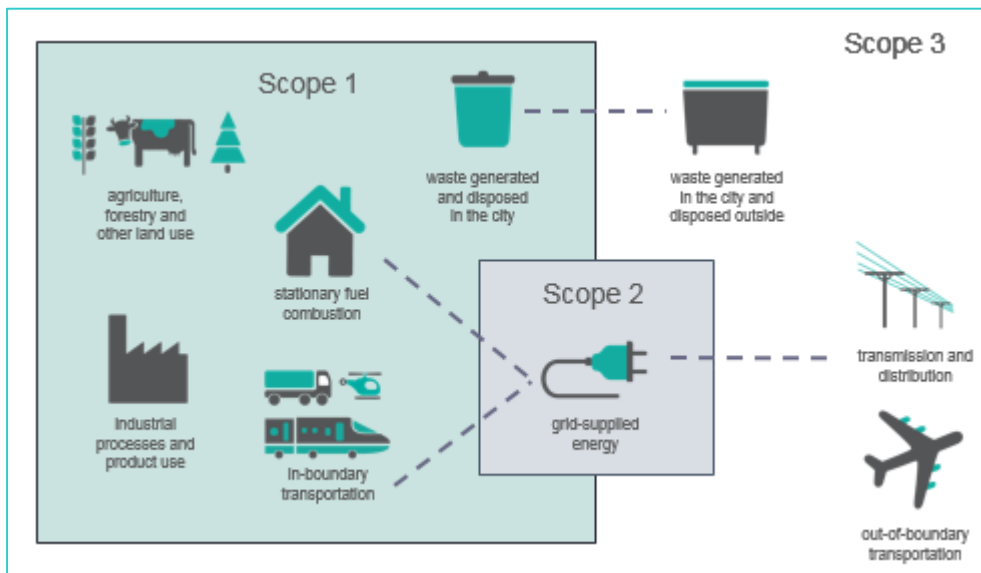 Scope 3
Scope 1
agriculture,
forestry and
other land use
waste generated
and disposed
in the city
waste generated
in the city and
disposed outside
stationary fuel
combustion
Scope 2
grid-supplied
energy
transmission and
distribution
industrial
processes and
product use
in-boundary
transportation
out-of-boundary
transportation